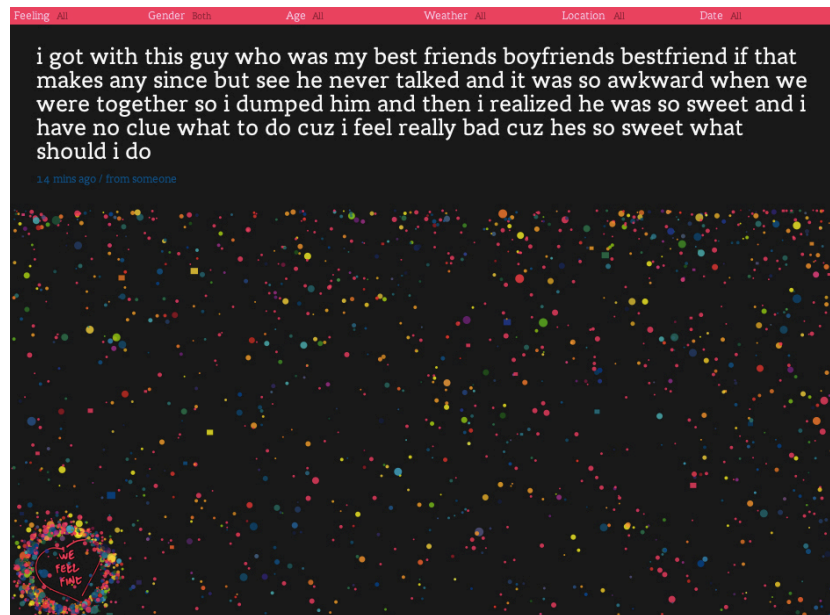 Feeling All Gender Both Age All Weather All Location All Date All
i got with this guy who was my best friends boyfriends bestfriend if that
makes any since but see he never talked and it was so awkward when we
were together so i dumped him and then i realized he was so sweet and i
have no clue what to do cuz i feel really bad cuz hes so sweet what
should i do
14 mins ago / from someone
WE
FEEL
FINE